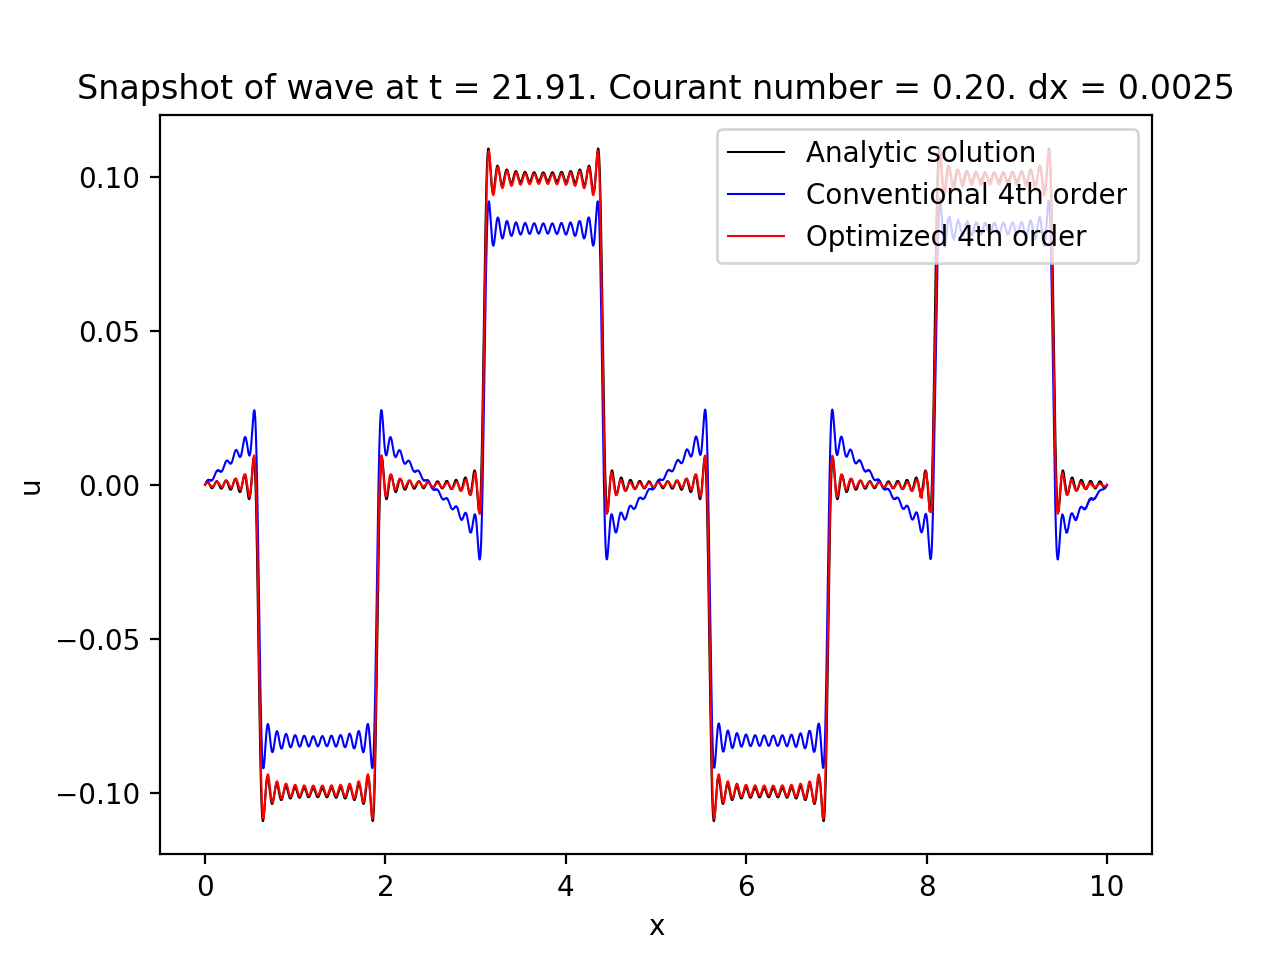 Snapshot of wave at t = 21.91. Courant number = 0.20. dx = 0.0025
Analytic solution
Conventional 4th order
Optimized 4th order
0.10
0.05
0.00
−0.05
−0.10
u
0 2 4 6 8 10
x